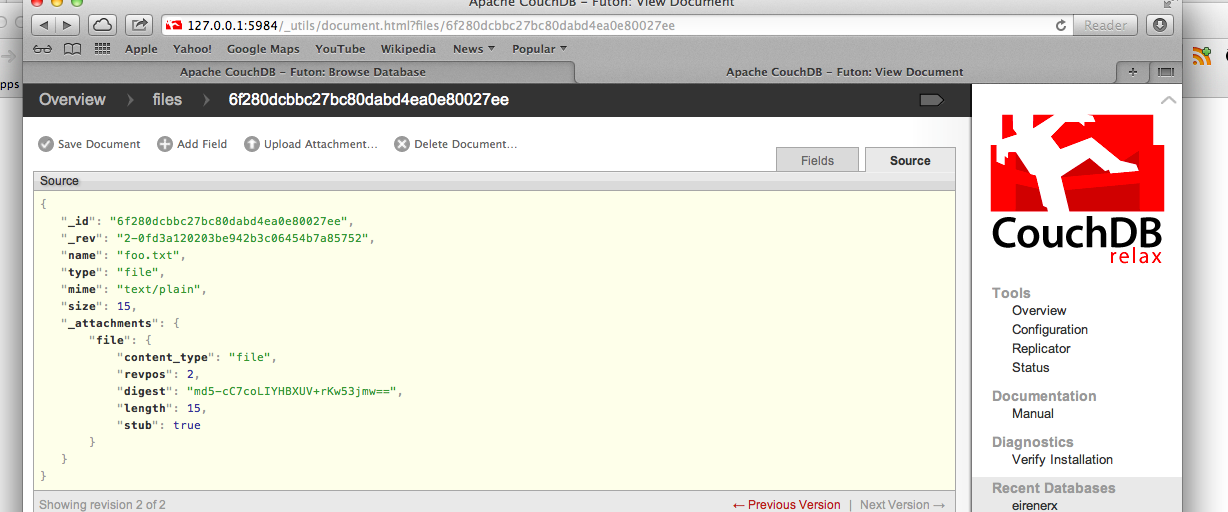 Apache CouchDB – Futon: View Document
127.0.0.1:5984/_utils/document.html?files/6f280dcbbc27bc80dabd4ea0e80027ee
Reader
Apple Yahoo! Google Maps YouTube Wikipedia News Popular
pps
Apache CouchDB – Futon: Browse Database
Apache CouchDB – Futon: View Document
Overview files 6f280dcbbc27bc80dabd4ea0e80027ee
Save Document Add Field Upload Attachment... Delete Document...
Fields Source
Source
{
"_id": "6f280dcbbc27bc80dabd4ea0e80027ee",
"_rev": "2-0fd3a120203be942b3c06454b7a85752",
"name": "foo.txt",
"type": "file",
"mime": "text/plain",
"size": 15,
"_attachments": {
"file": {
"content_type": "file",
"revpos": 2,
"digest": "md5-cC7coLIYHBXUV+rKw53jmw==",
"length": 15,
"stub": true
}
}
}
Showing revision 2 of 2
← Previous Version | Next Version →
CouchDB
relax
Tools
Overview
Configuration
Replicator
Status
Documentation
Manual
Diagnostics
Verify Installation
Recent Databases
eirenerx